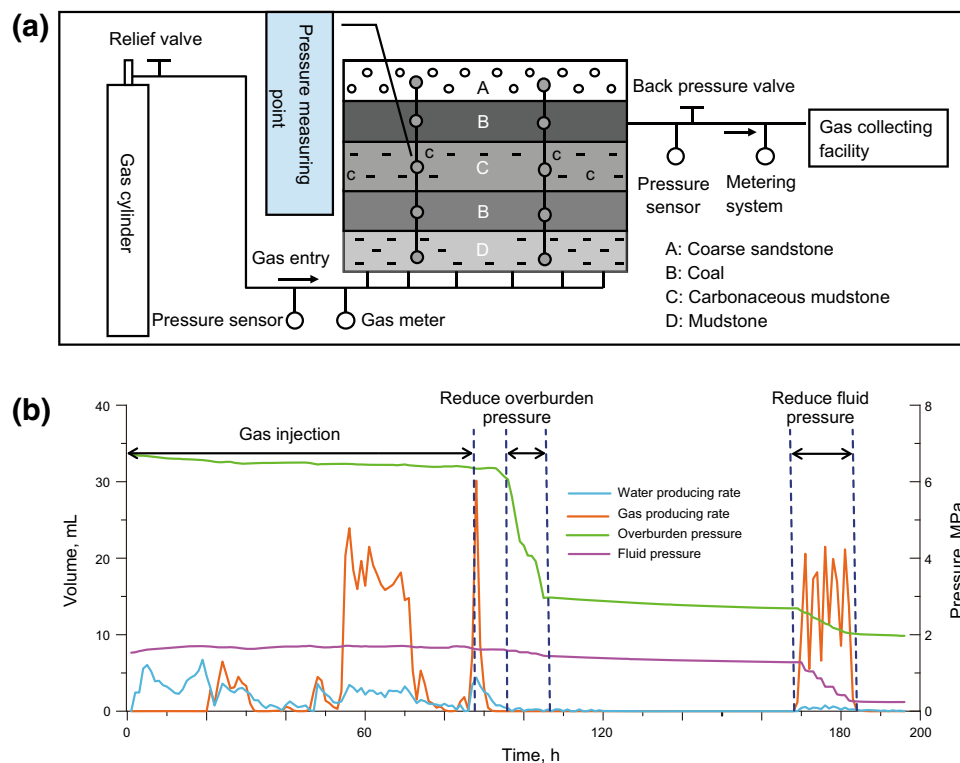 (a)
Relief valve
Gas cylinder
Pressure measuring
point
A
B
C
C
C
C
B
D
Gas entry
Pressure sensor
Gas meter
Back pressure valve
Gas collecting
facility
Pressure
sensor
Metering
system
A: Coarse sandstone
B: Coal
C: Carbonaceous mudstone
D: Mudstone
(b)
Reduce overburden
pressure
Reduce fluid
pressure
Gas injection
Water producing rate
Gas producing rate
Overburden pressure
Fluid pressure
Volume, mL
40
30
20
10
0
Pressure, MPa
8
6
4
2
0
0
60
120
180
200
Time, h